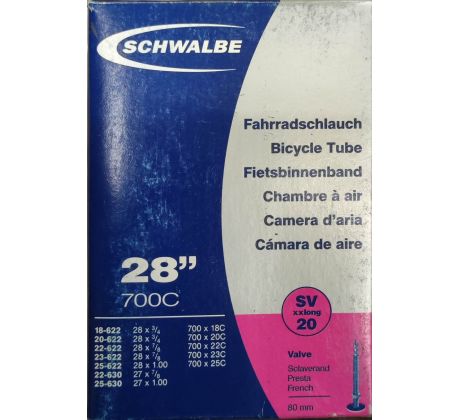 SCHWALBE
Fahrradschlauch
Bicycle Tube
Fietsbinnenband
Chambre à air
Camera d'aria
Cámara de aire
28"
700C
18-622 28 x 3/4 700 x 18C
20-622 28 x 3/4 700 x 20C
22-622 28 x 7/8 700 x 22C
23-622 28 x 7/8 700 x 23C
25-622 28 x 1.00 700 x 25C
22-630 27 x 7/8
25-630 27 x 1.00
SV
xxlong
20
Valve
Sclaverand
Presta
French
80 mm